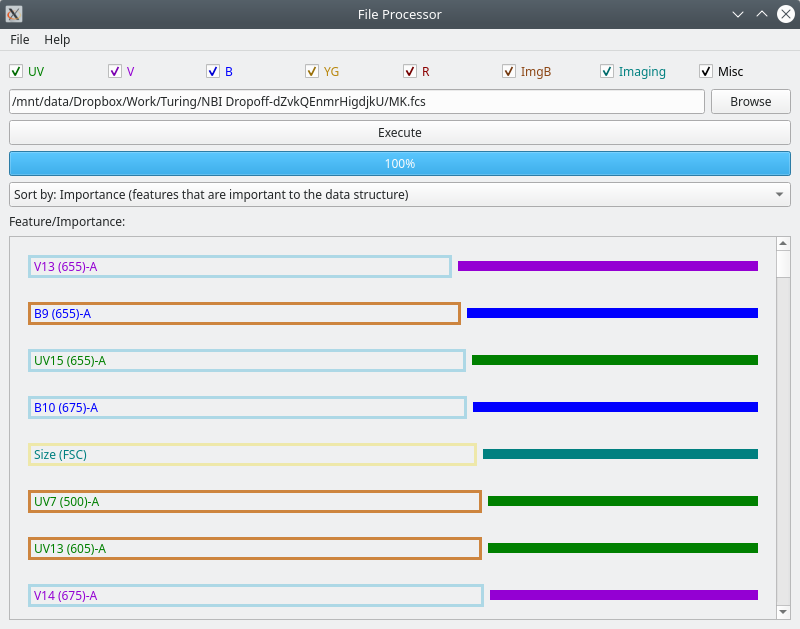 File Processor
File Help
UV V B YG R ImgB Imaging Misc
/mnt/data/Dropbox/Work/Turing/NBI Dropoff-dZvkQEnmrHigdjkU/MK.fcs Browse
Execute
100%
Sort by: Importance (features that are important to the data structure)
Feature/Importance:
V13 (655)-A
B9 (655)-A
UV15 (655)-A
B10 (675)-A
Size (FSC)
UV7 (500)-A
UV13 (605)-A
V14 (675)-A